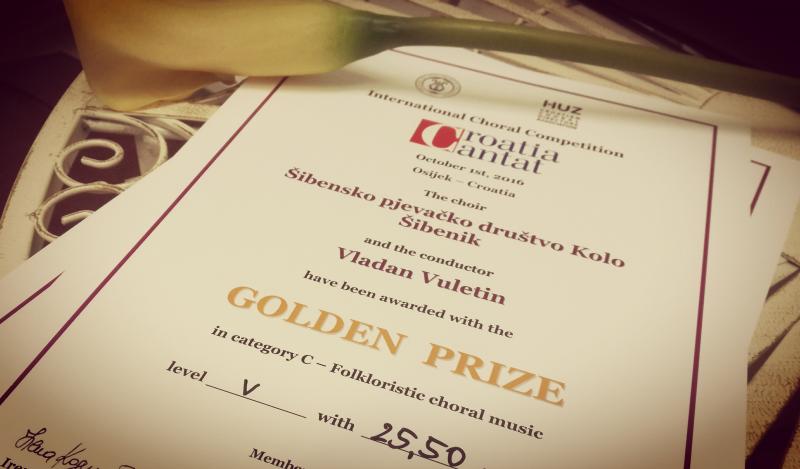 HUZ
International Choral Competition
Croatia
Cantat
October 1st, 2016
Osijek – Croatia
The choir
Šibensko pjevačko društvo Kolo
Šibenik
and the conductor
Vladan Vuletin
have been awarded with the
GOLDEN PRIZE
in category C – Folkloristic choral music
level V with 25,50